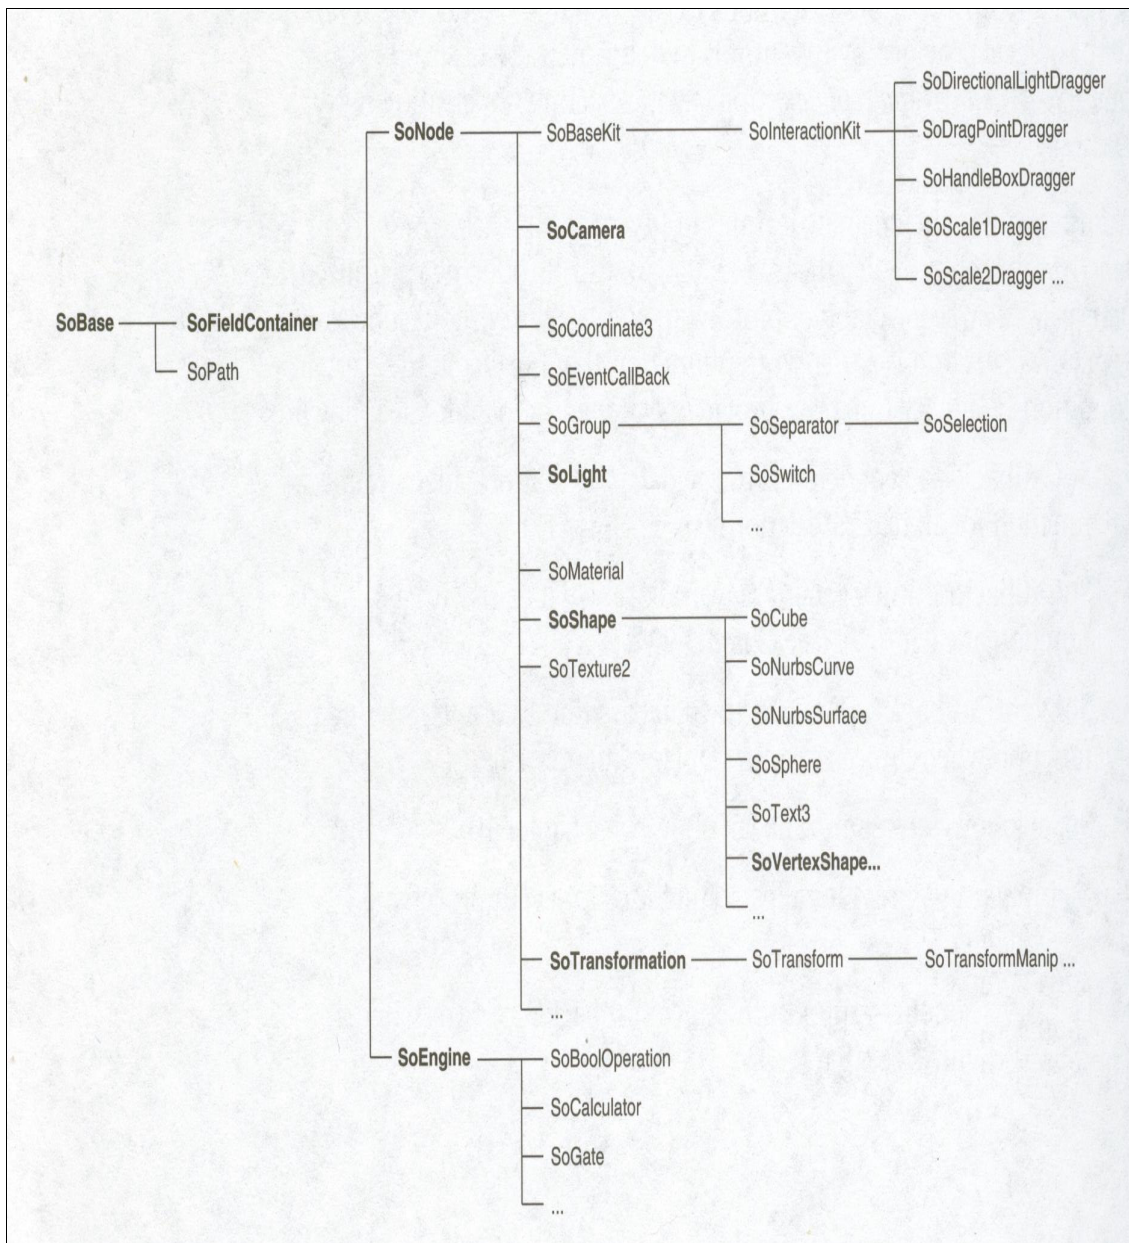 SoDirectionalLightDragger
SoNode SoBaseKit SoInteractionKit SoDragPointDragger
SoHandleBoxDragger
SoCamera SoScale1Dragger
SoScale2Dragger ...
SoBase SoFieldContainer SoCoordinate3
SoPath SoEventCallBack
SoGroup SoSeparator SoSelection
SoLight SoSwitch
...
SoMaterial
SoShape SoCube
SoTexture2 SoNurbsCurve
SoNurbsSurface
SoSphere
SoText3
SoVertexShape...
...
SoTransformation SoTransform SoTransformManip ...
...
SoEngine SoBoolOperation
SoCalculator
SoGate
...